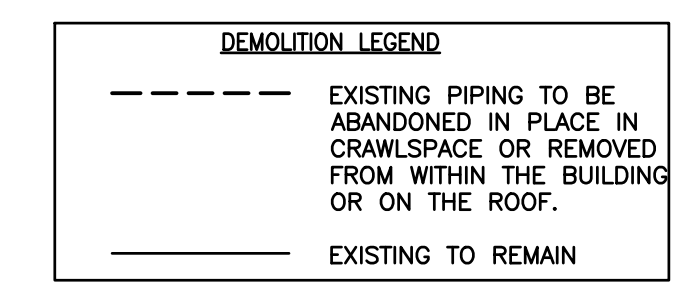 DEMOLITION LEGEND
EXISTING PIPING TO BE
ABANDONED IN PLACE IN
CRAWLSPACE OR REMOVED
FROM WITHIN THE BUILDING
OR ON THE ROOF.
EXISTING TO REMAIN